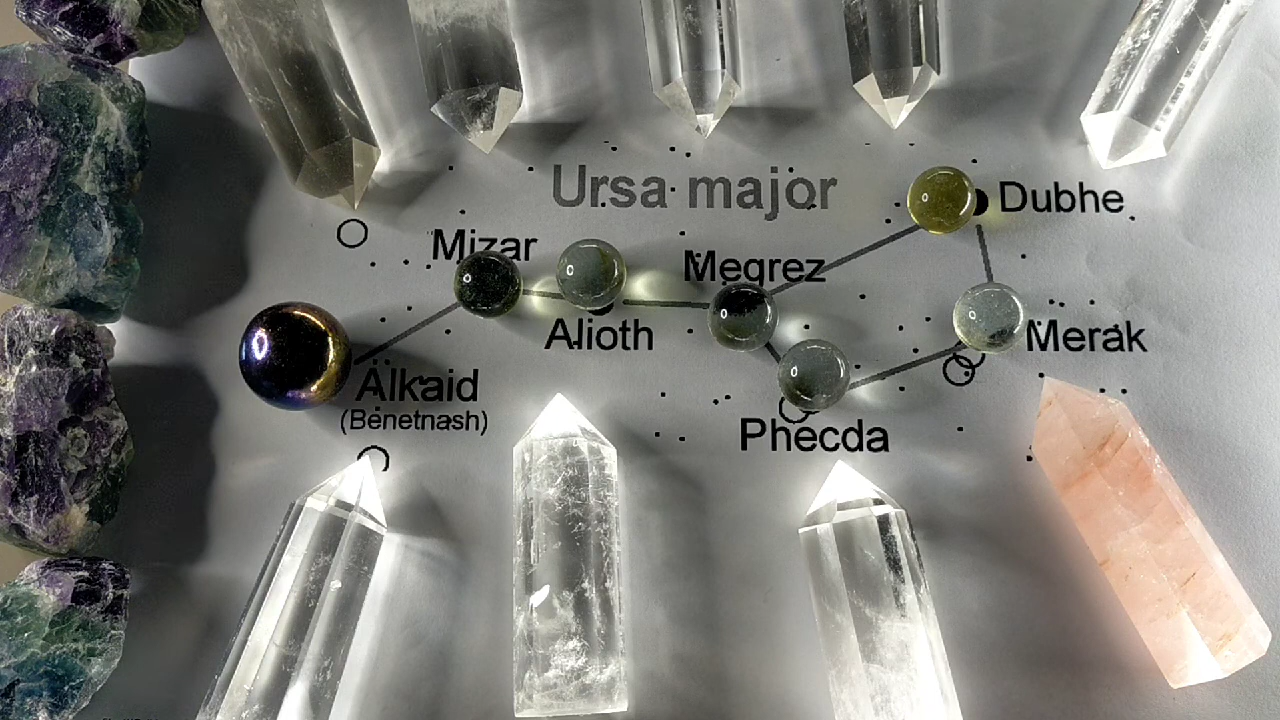 Ursa major
Dubhe
Mizar
Megrez
Alioth
Merak
Alkaid
(Benetnash)
Phecda